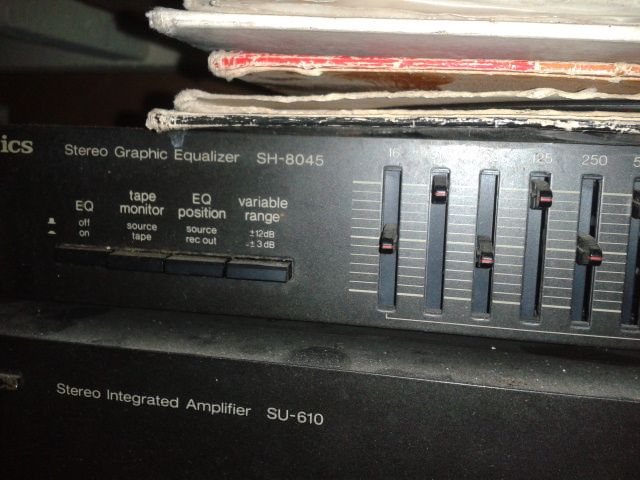 ics Stereo Graphic Equalizer SH-8045
16 125 250
EQ
off
on
tape
monitor
source
tape
EQ
position
source
rec out
variable
range
±12dB
±3dB
Stereo Integrated Amplifier SU-610